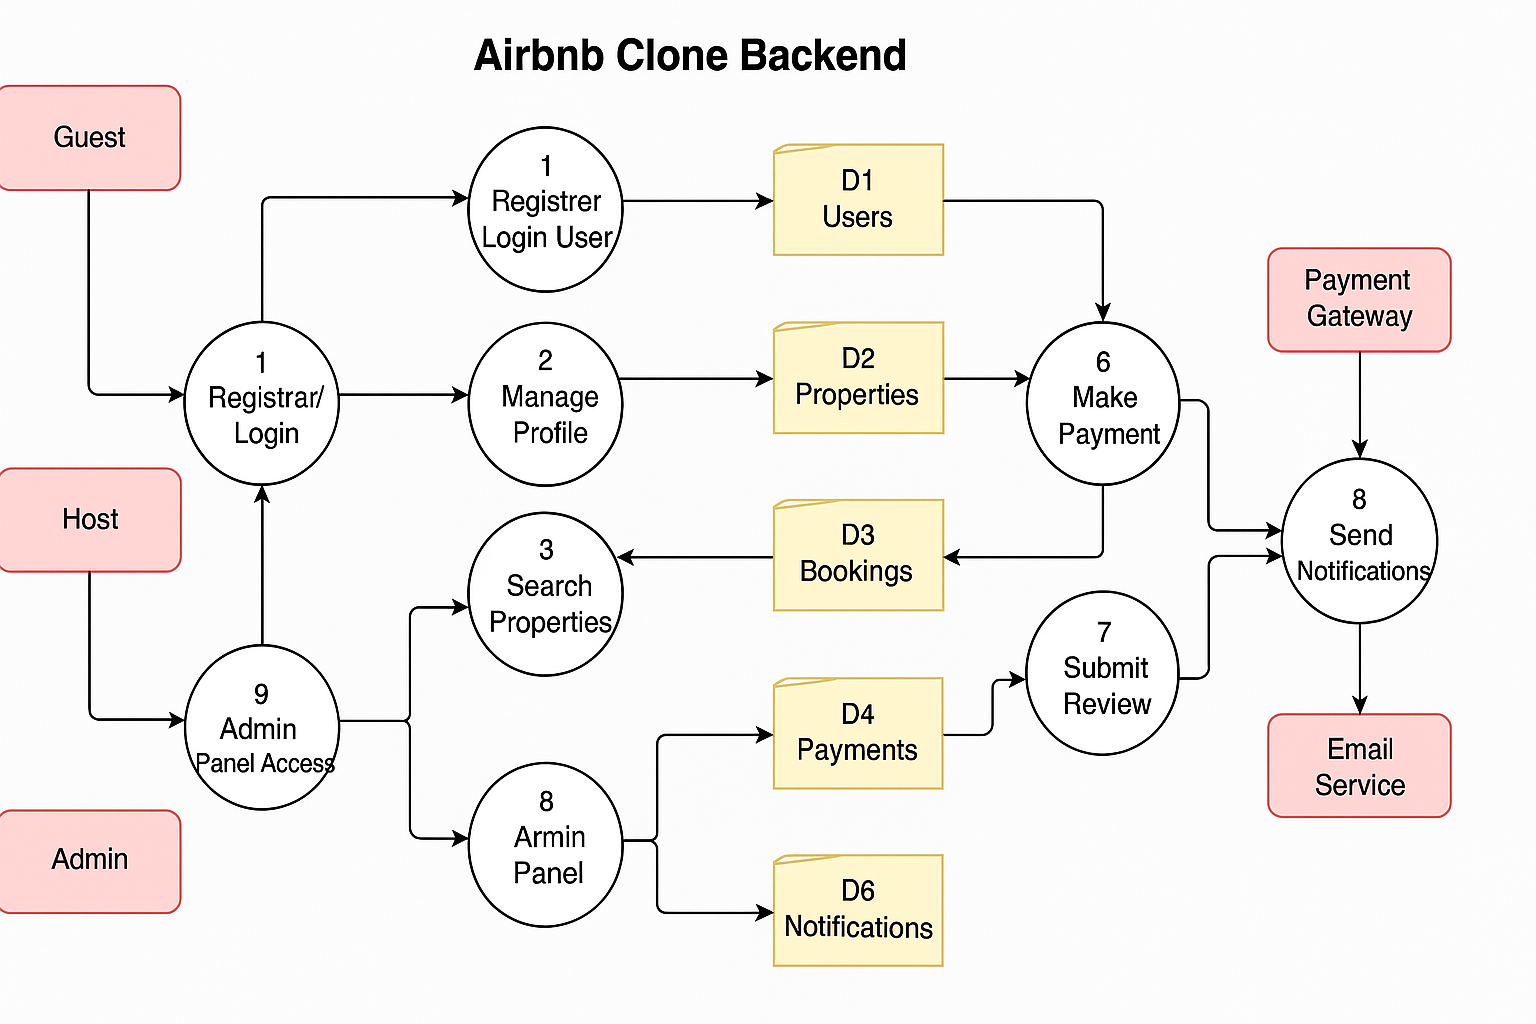 Airbnb Clone Backend
Guest
1
Registrer
Login User
D1
Users
Payment
Gateway
1
Registrar/
Login
2
Manage
Profile
D2
Properties
6
Make
Payment
Host
3
Search
Properties
D3
Bookings
8
Send
Notifications
9
Admin
Panel Access
D4
Payments
7
Submit
Review
Email
Service
Admin
8
Armin
Panel
D6
Notifications